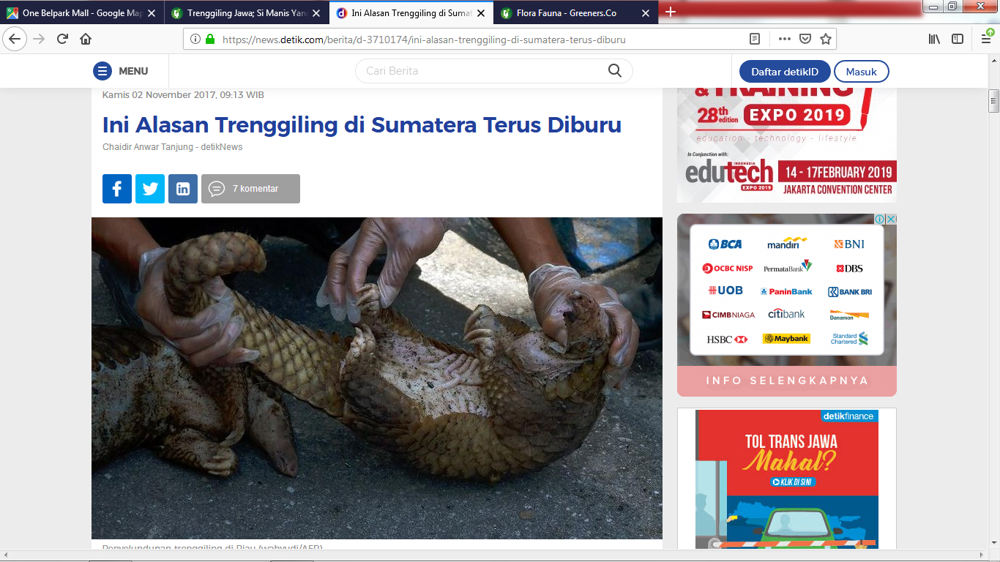 One Belpark Mall - Google Map
Trenggiling Jawa; Si Manis Yang
Ini Alasan Trenggiling di Sumat
Flora Fauna - Greeners.Co
https://news.detik.com/berita/d-3710174/ini-alasan-trenggiling-di-sumatera-terus-diburu
MENU
Cari Berita
Daftar detikID
Masuk
Kamis 02 November 2017, 09:13 WIB
Ini Alasan Trenggiling di Sumatera Terus Diburu
Chaidir Anwar Tanjung - detikNews
7 komentar
Penyelundupan trenggiling di Riau (wahyudi/AFP)
& TRAINING
28th edition
EXPO 2019
education - technology - lifestyle
In Conjunction with:
INDONESIA
edutech
EXPO 2019
14 - 17FEBRUARY 2019
JAKARTA CONVENTION CENTER
BCA
mandiri
BNI
OCBC NISP
PermataBank
DBS
UOB
PaninBank
BANK BRI
CIMBNIAGA
citibank
Danamon
HSBC
Maybank
Standard
Chartered
INFO SELENGKAPNYA
detikfinance
TOL TRANS JAWA
Mahal?
KLIK DI SINI